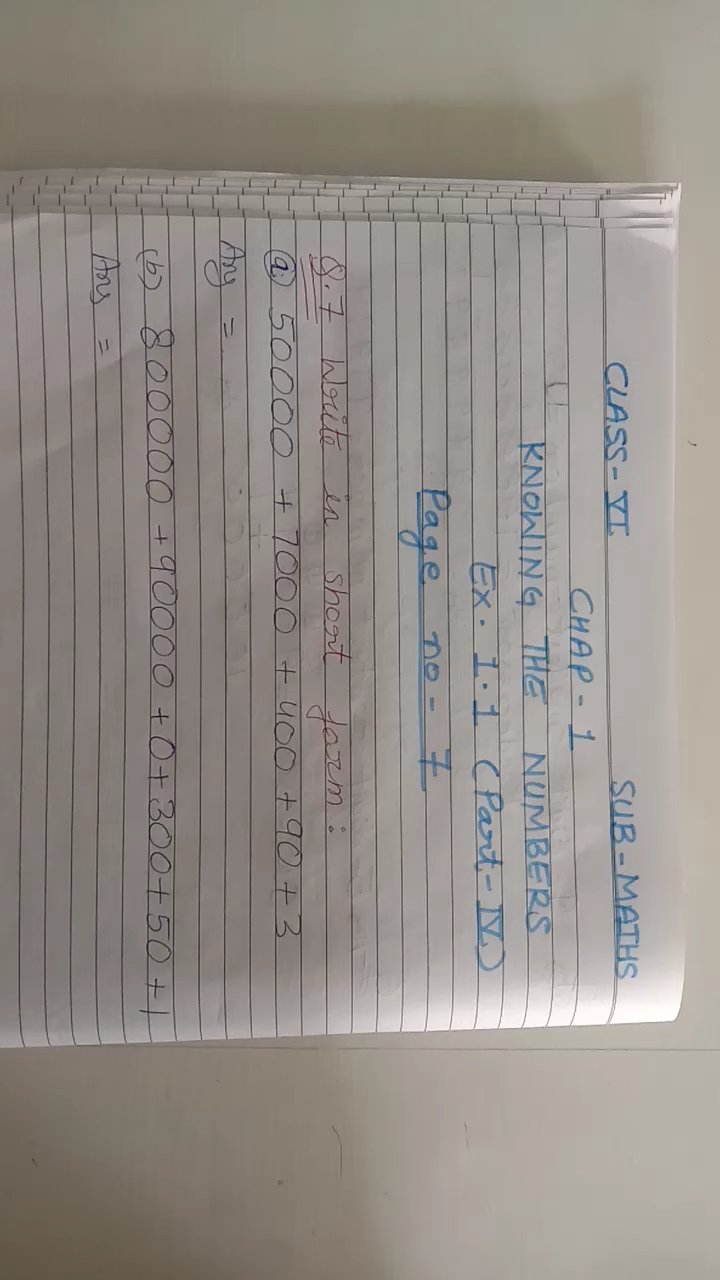 CLASS-VI SUB-MATHS
CHAP-1
KNOWING THE NUMBERS
Ex. 1.1 (Part-IV)
Page no- 7
Q.7 Write in short form:
(a) 50000 + 7000 + 400 + 90 + 3
Ans =
(b) 8000000 + 90000 + 0 + 300 + 50 + 1
Ans =